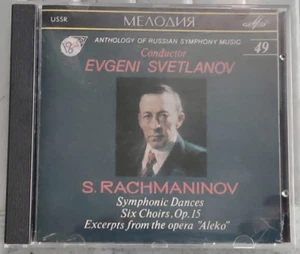 USSR
МЕЛОДИЯ
ANTHOLOGY OF RUSSIAN SYMPHONY MUSIC
49
Conductor
EVGENI SVETLANOV
S. RACHMANINOV
Symphonic Dances
Six Choirs, Op. 15
Excerpts from the opera "Aleko"